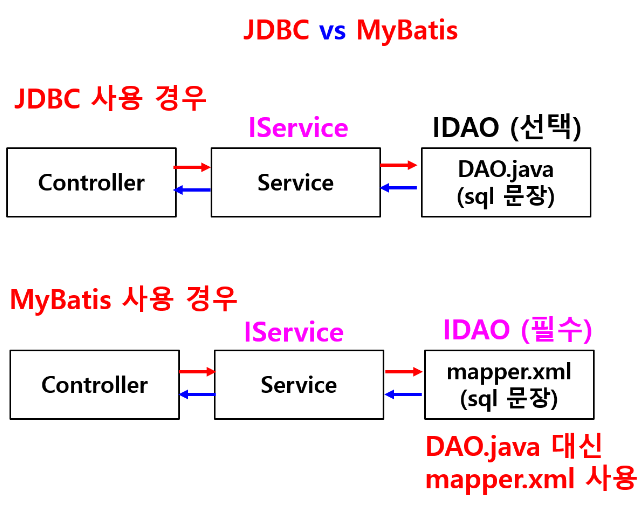 JDBC vs MyBatis
JDBC 사용 경우
IService
IDAO (선택)
Controller
Service
DAO.java
(sql 문장)
MyBatis 사용 경우
IService
IDAO (필수)
Controller
Service
mapper.xml
(sql 문장)
DAO.java 대신
mapper.xml 사용